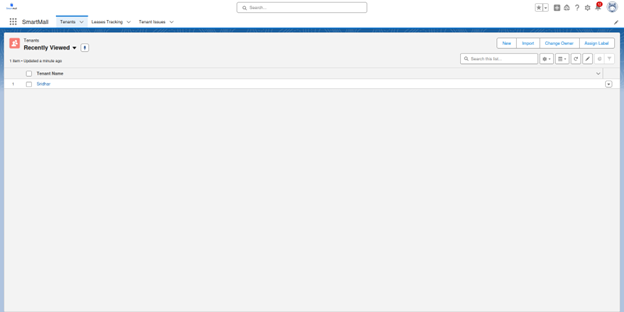 Search...
SmartMall
Tenants
Leases Tracking
Tenant Issues
Tenants
Recently Viewed
New
Import
Change Owner
Assign Label
1 item • Updated a minute ago
Search this list...
Tenant Name
1
Sridhar